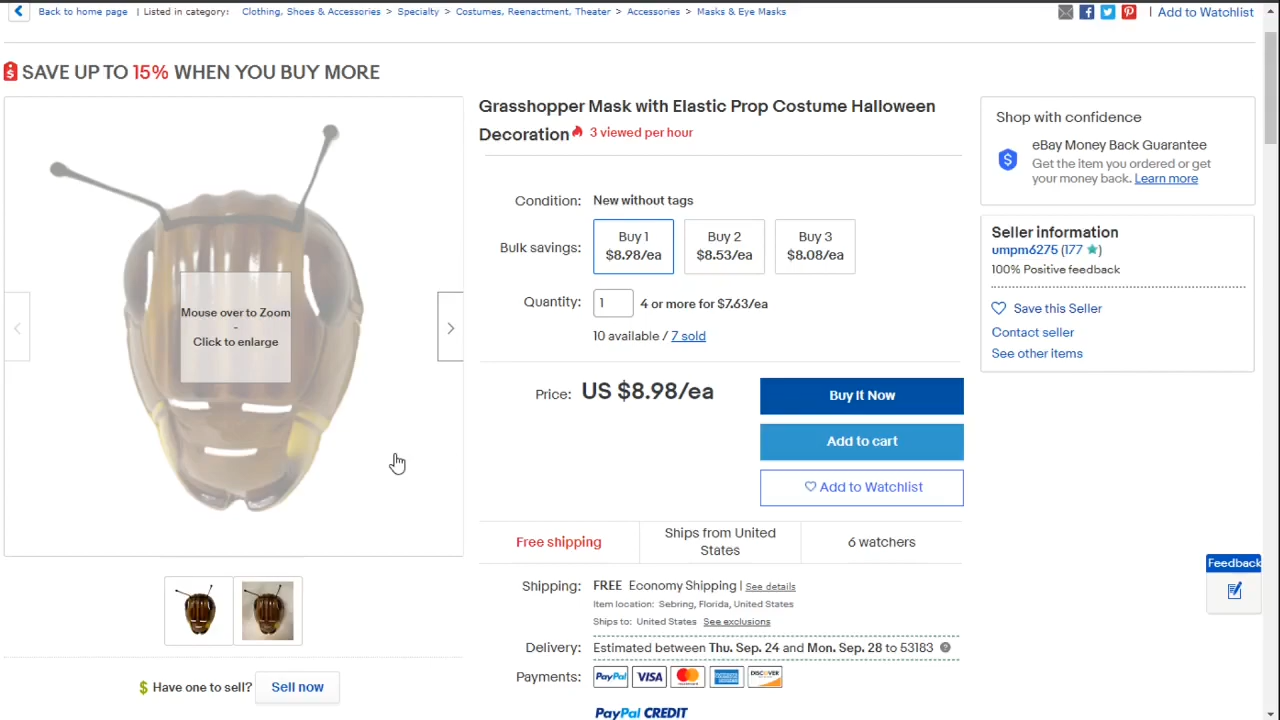 Back to home page | Listed in category: Clothing, Shoes & Accessories > Specialty > Costumes, Reenactment, Theater > Accessories > Masks & Eye Masks
| Add to Watchlist
SAVE UP TO 15% WHEN YOU BUY MORE
Mouse over to Zoom
-
Click to enlarge
$ Have one to sell? Sell now
Grasshopper Mask with Elastic Prop Costume Halloween
Decoration 3 viewed per hour
Condition: New without tags
Bulk savings:
Buy 1
$8.98/ea
Buy 2
$8.53/ea
Buy 3
$8.08/ea
Quantity: 1 4 or more for $7.63/ea
10 available / 7 sold
Price: US $8.98/ea
Buy It Now
Add to cart
Add to Watchlist
Free shipping
Ships from United
States
6 watchers
Shipping: FREE Economy Shipping | See details
Item location: Sebring, Florida, United States
Ships to: United States See exclusions
Delivery: Estimated between Thu. Sep. 24 and Mon. Sep. 28 to 53183
Payments: PayPal VISA MasterCard AMERICAN EXPRESS DISCOVER
PayPal CREDIT
Shop with confidence
eBay Money Back Guarantee
Get the item you ordered or get
your money back. Learn more
Seller information
umpm6275 (177)
100% Positive feedback
Save this Seller
Contact seller
See other items
Feedback